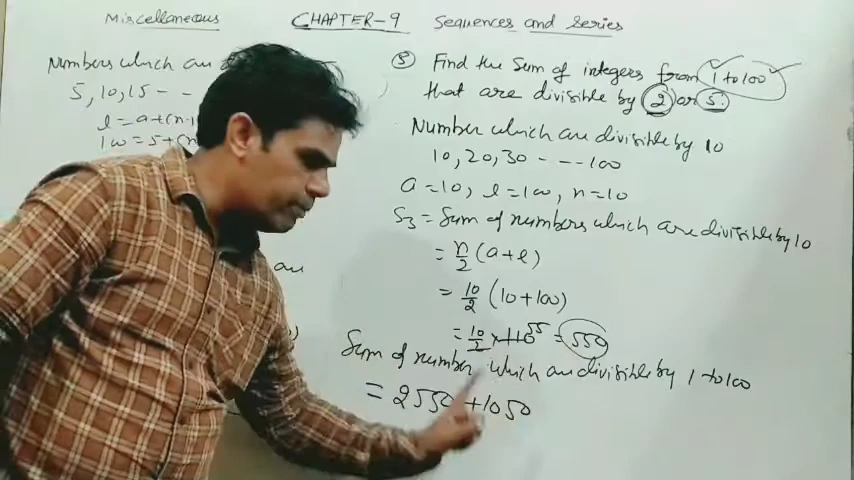 Miscellaneous
CHAPTER-9 Sequences and series
Numbers which an
5, 10, 15 - -
l = a+(n-1
100 = 5+(n
5 Find the Sum of integers from 1 to 100
that are divisible by 2 or 5.
Number which are divisible by 10
10, 20, 30 - - - - 100
a = 10, l = 100, n = 10
S3 = Sum of numbers which are divisible by 10
= n/2 (a+l)
= 10/2 (10+100)
= 10/2 × 110 55 = 550
Sum of number which are divisible by 1 to 100
= 2550 + 1050